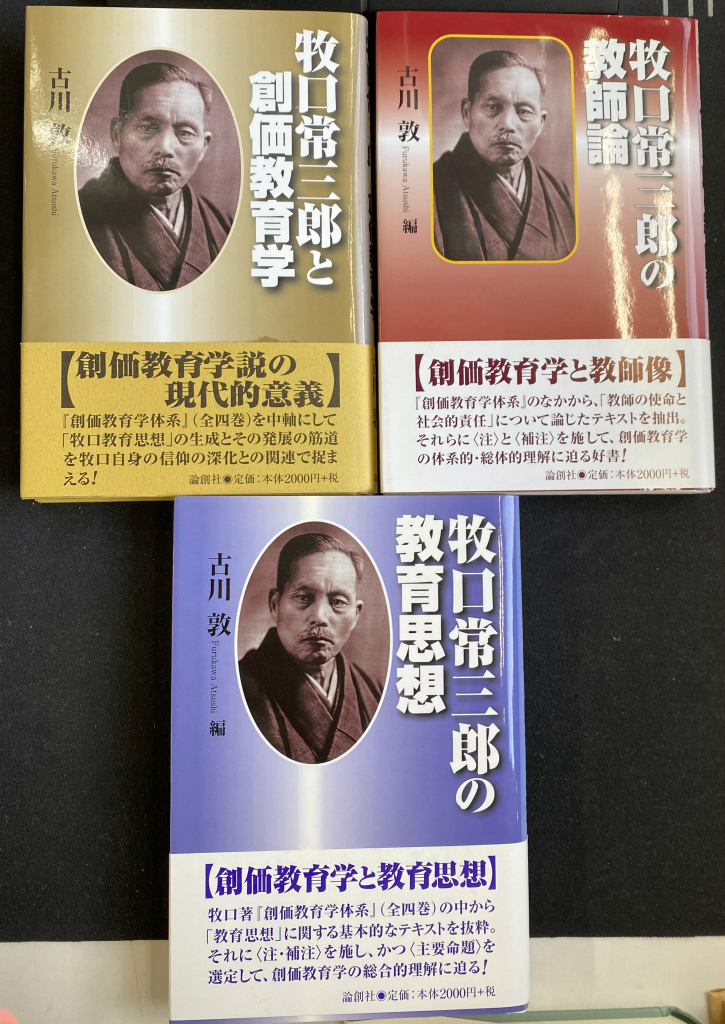 牧口常三郎と
創価教育学
古川 敦
Furukawa Atsushi
【創価教育学説の
現代的意義】
『創価教育学体系』（全四巻）を中軸にして
「牧口教育思想」の生成とその発展の筋道
を牧口自身の信仰の深化との関連で捉ま
える！
論創社◉定価：本体2000円+税
牧口常三郎の
教師論
古川 敦 編
Furukawa Atsushi
【創価教育学と教師像】
『創価教育学体系』のなかから、「教師の使命と
社会的責任」について論じたテキストを抽出。
それらに〈注〉と〈補注〉を施して、創価教育学
の体系的・総体的理解に迫る好書！
論創社◉定価：本体2000円+税
牧口常三郎の
教育思想
古川 敦 編
Furukawa Atsushi
【創価教育学と教育思想】
牧口著『創価教育学体系』（全四巻）の中から
「教育思想」に関する基本的なテキストを抜粋。
それに〈注・補注〉を施し、かつ〈主要命題〉を
選定して、創価教育学の総合的理解に迫る！
論創社◉定価：本体2000円+税